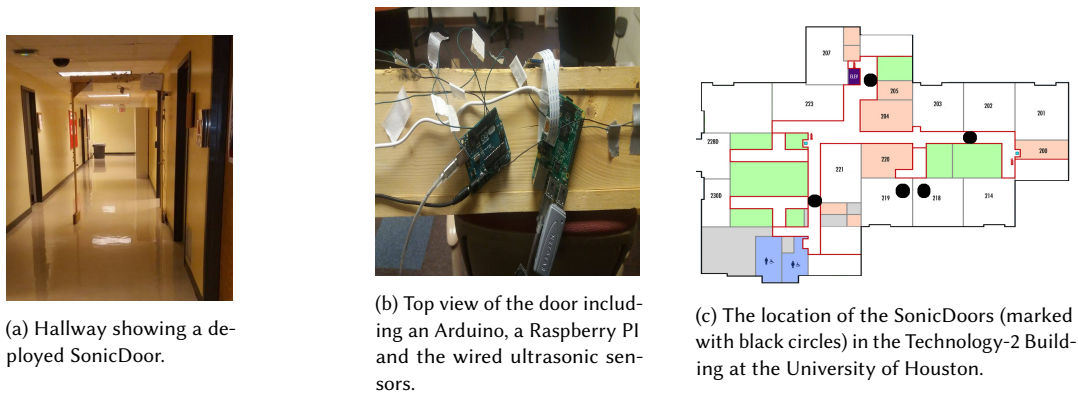 207
ELEV
223
205
204
203
202
201
200
228D
221
220
230D
219
218
214
(a) Hallway showing a de-
ployed SonicDoor.
(b) Top view of the door includ-
ing an Arduino, a Raspberry PI
and the wired ultrasonic sen-
sors.
(c) The location of the SonicDoors (marked
with black circles) in the Technology-2 Build-
ing at the University of Houston.